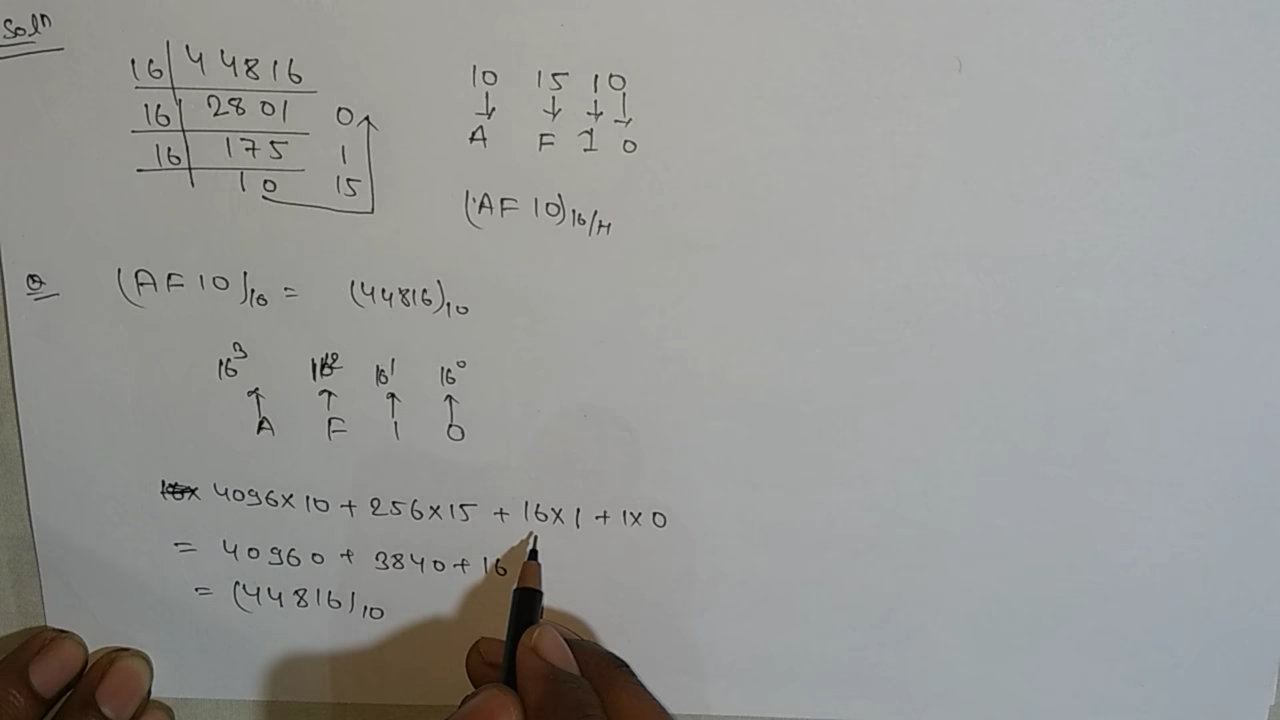 Solⁿ
16 | 44816
16 | 2801 0
16 | 175 1
10 15
10 15 1 0
↓ ↓ ↓ ↓
A F 1 0
(AF10)16/H
Q (AF10)16 = (44816)10
16³ 16² 16¹ 16⁰
↑ ↑ ↑ ↑
A F 1 0
4096×10 + 256×15 + 16×1 + 1×0
= 40960 + 3840 + 16
= (44816)10